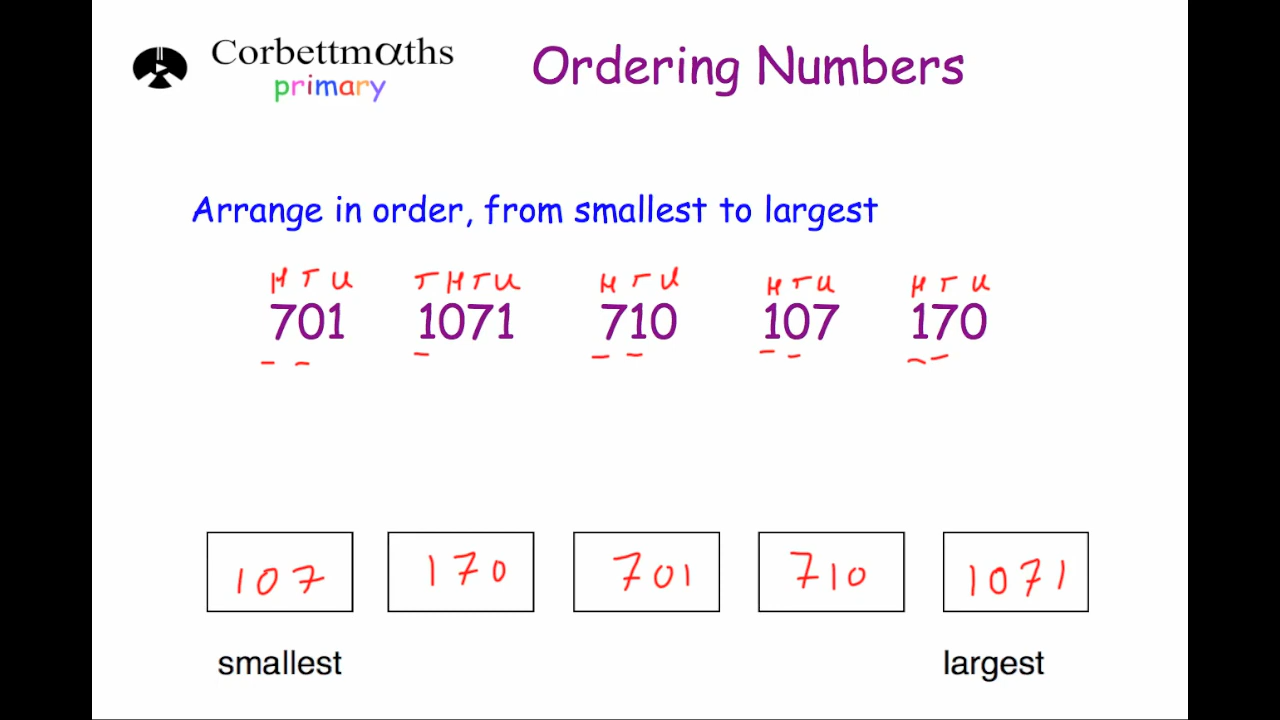 Corbettmαths
primary
Ordering Numbers
Arrange in order, from smallest to largest
H T U T H T U H T U H T U H T U
701 1071 710 107 170
107 170 701 710 1071
smallest largest